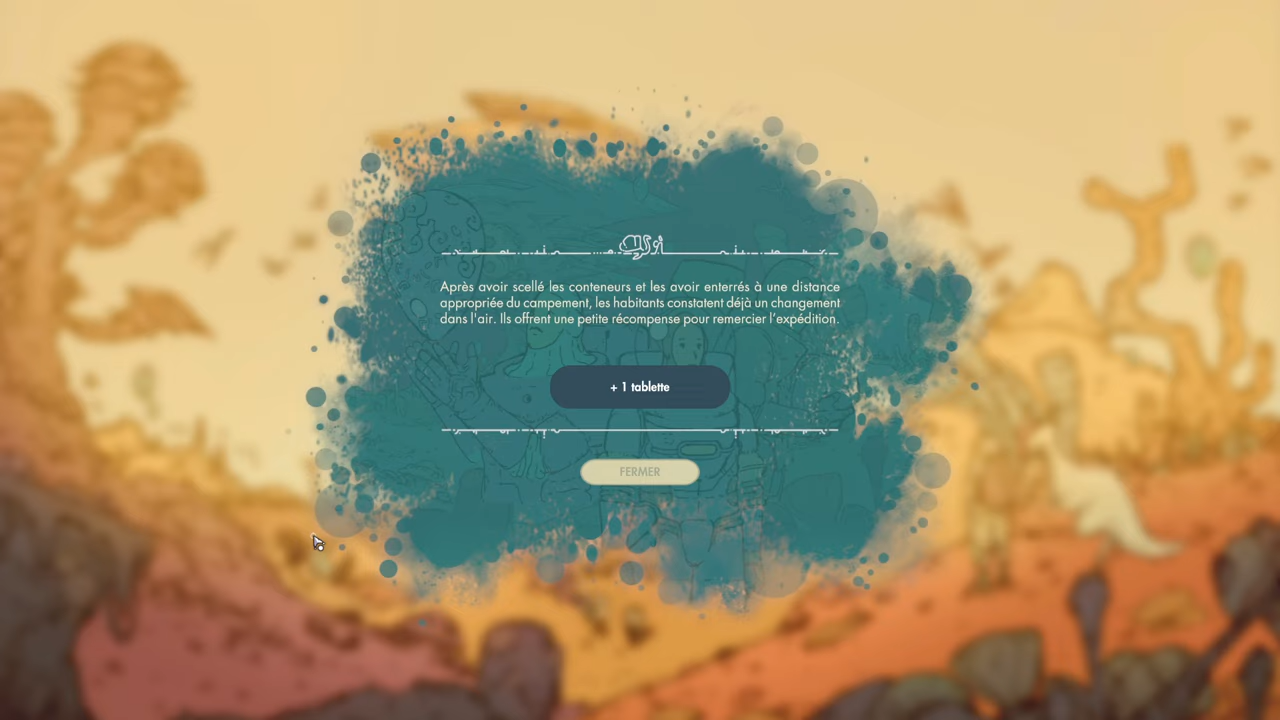 Après avoir scellé les conteneurs et les avoir enterrés à une distance
appropriée du campement, les habitants constatent déjà un changement
dans l'air. Ils offrent une petite récompense pour remercier l'expédition.
+ 1 tablette
FERMER